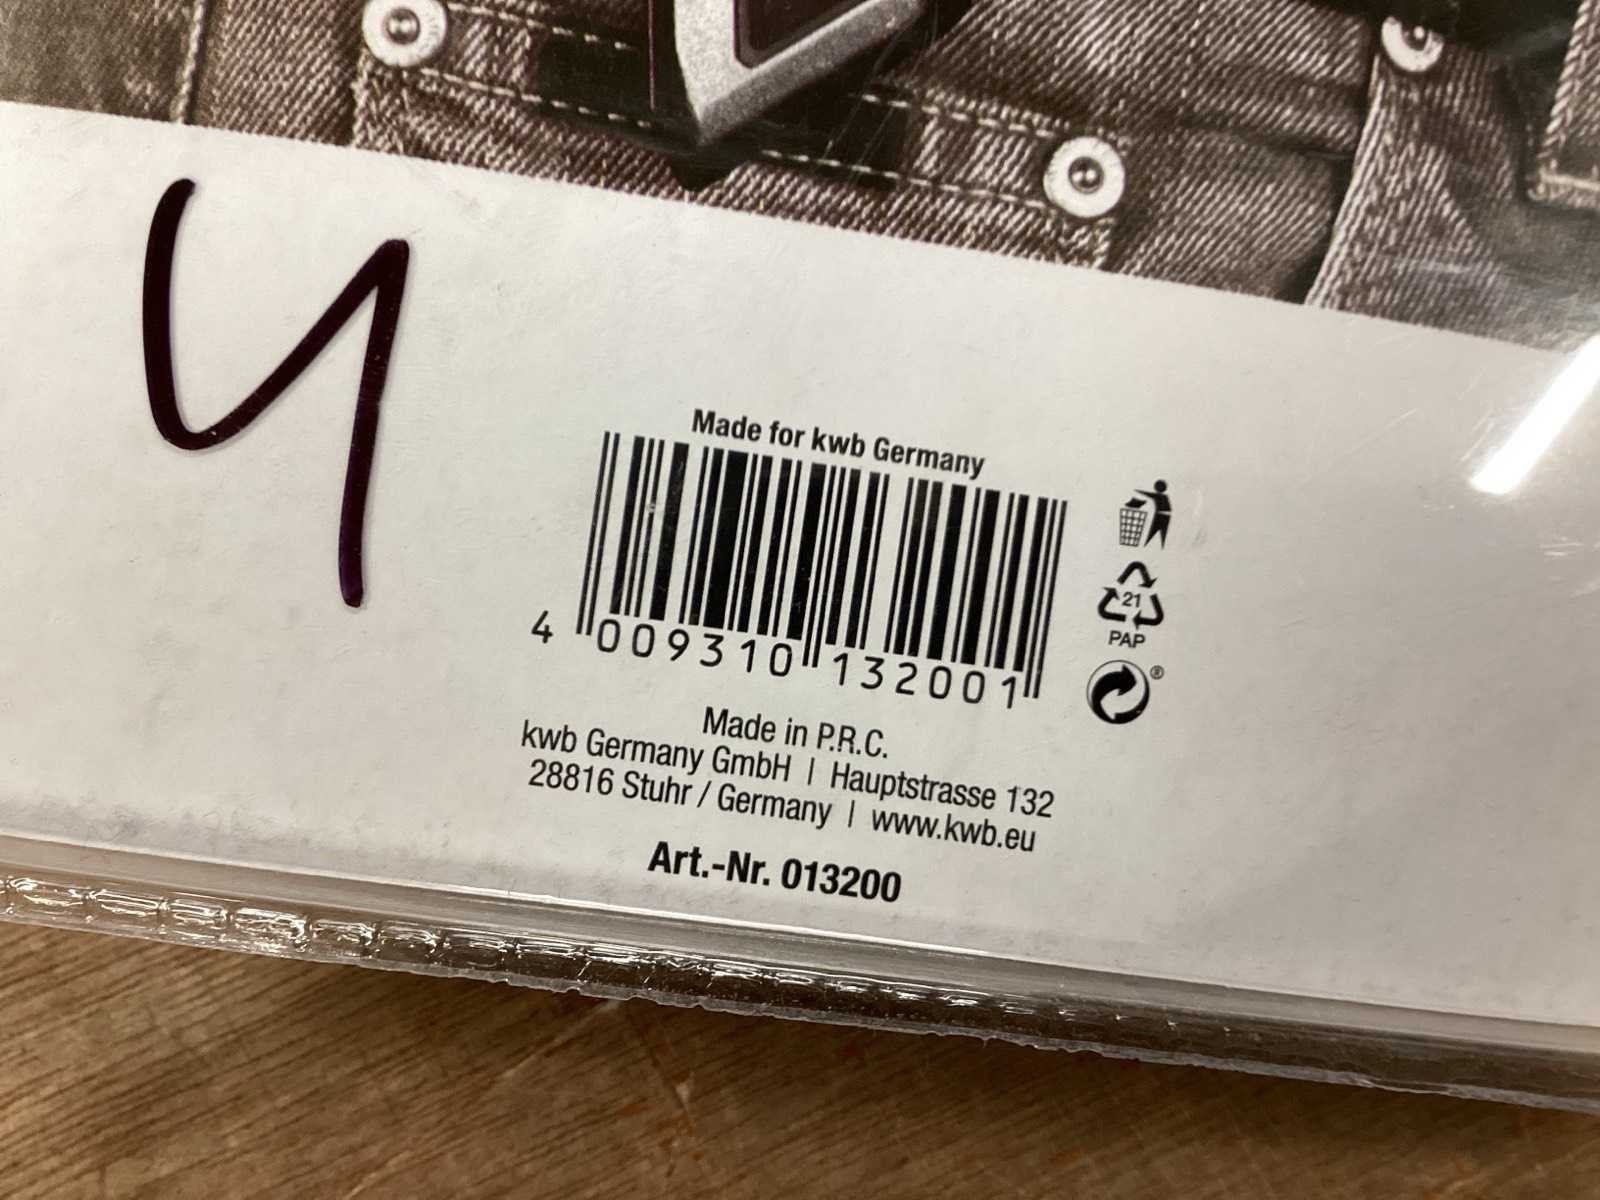 4
Made for kwb Germany
4 009310 132001
21
PAP
®
Made in P.R.C.
kwb Germany GmbH | Hauptstrasse 132
28816 Stuhr / Germany | www.kwb.eu
Art.-Nr. 013200